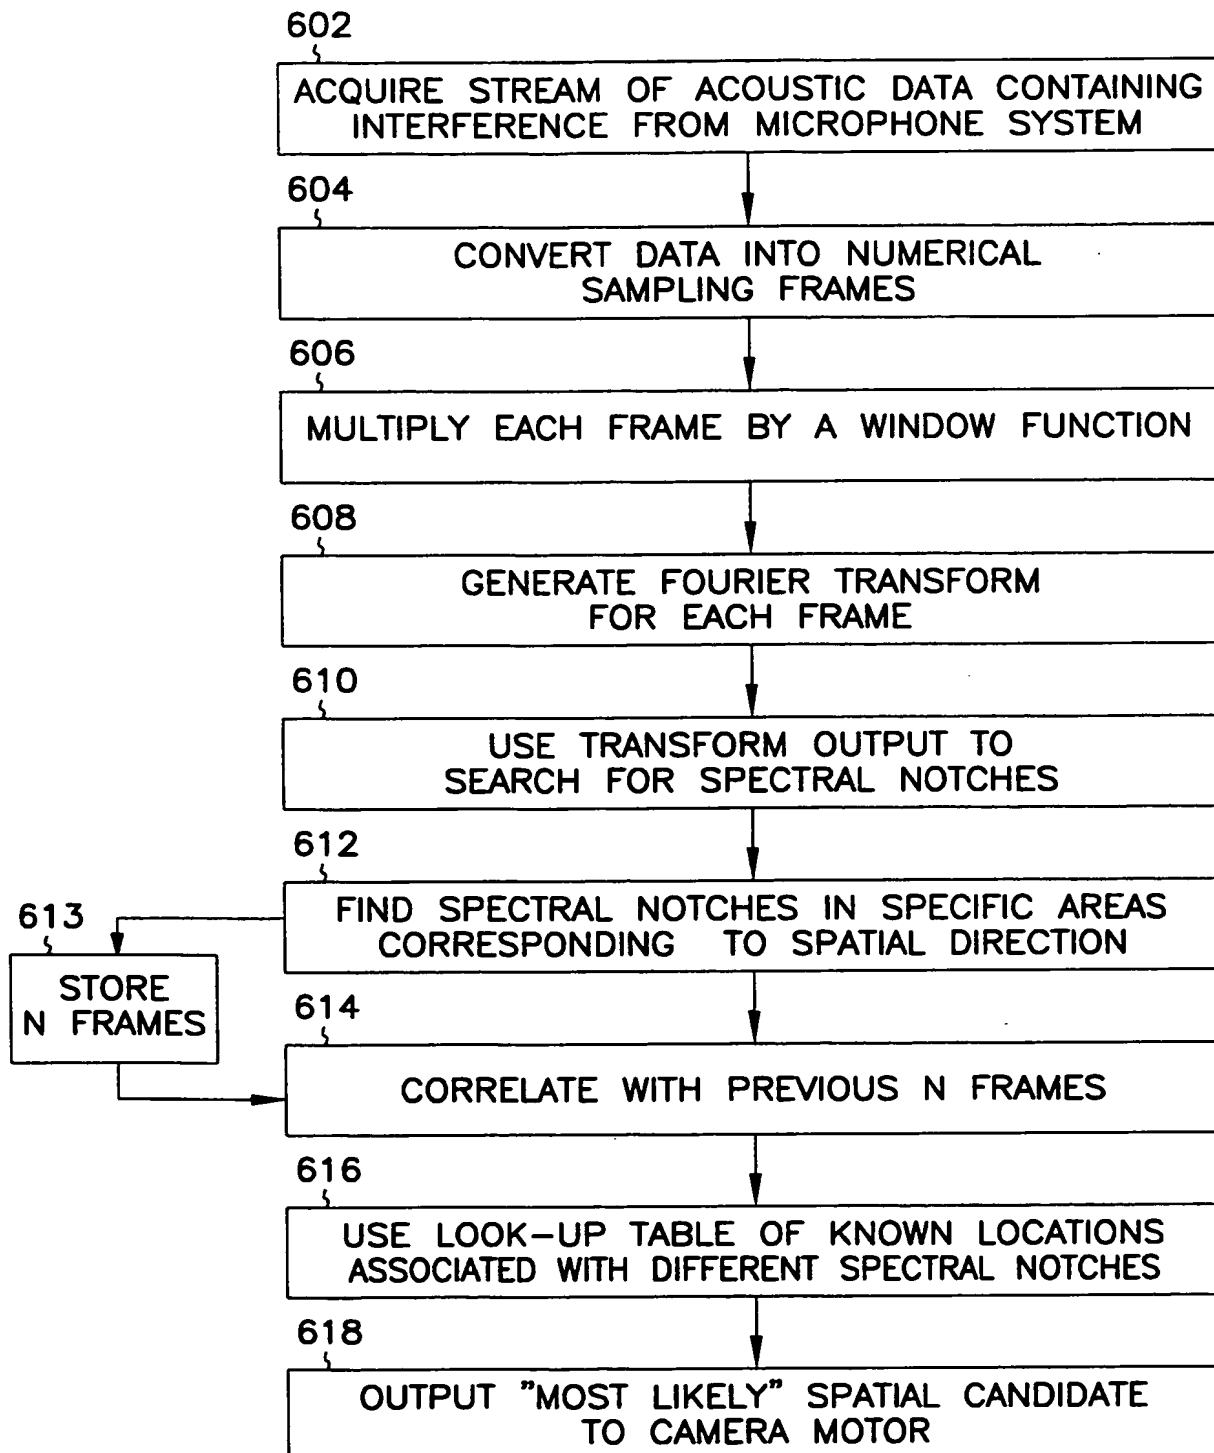 602
ACQUIRE STREAM OF ACOUSTIC DATA CONTAINING
INTERFERENCE FROM MICROPHONE SYSTEM
604
CONVERT DATA INTO NUMERICAL
SAMPLING FRAMES
606
MULTIPLY EACH FRAME BY A WINDOW FUNCTION
608
GENERATE FOURIER TRANSFORM
FOR EACH FRAME
610
USE TRANSFORM OUTPUT TO
SEARCH FOR SPECTRAL NOTCHES
612
FIND SPECTRAL NOTCHES IN SPECIFIC AREAS
CORRESPONDING TO SPATIAL DIRECTION
613
STORE
N FRAMES
614
CORRELATE WITH PREVIOUS N FRAMES
616
USE LOOK-UP TABLE OF KNOWN LOCATIONS
ASSOCIATED WITH DIFFERENT SPECTRAL NOTCHES
618
OUTPUT "MOST LIKELY" SPATIAL CANDIDATE
TO CAMERA MOTOR